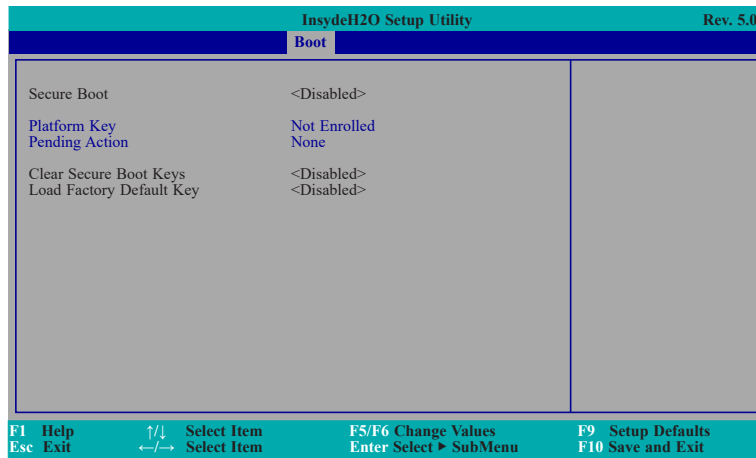 InsydeH2O Setup Utility Rev. 5.0
Boot
Secure Boot <Disabled>
Platform Key Not Enrolled
Pending Action None
Clear Secure Boot Keys <Disabled>
Load Factory Default Key <Disabled>
F1 Help ↑/↓ Select Item F5/F6 Change Values F9 Setup Defaults
Esc Exit ←/→ Select Item Enter Select ▶ SubMenu F10 Save and Exit